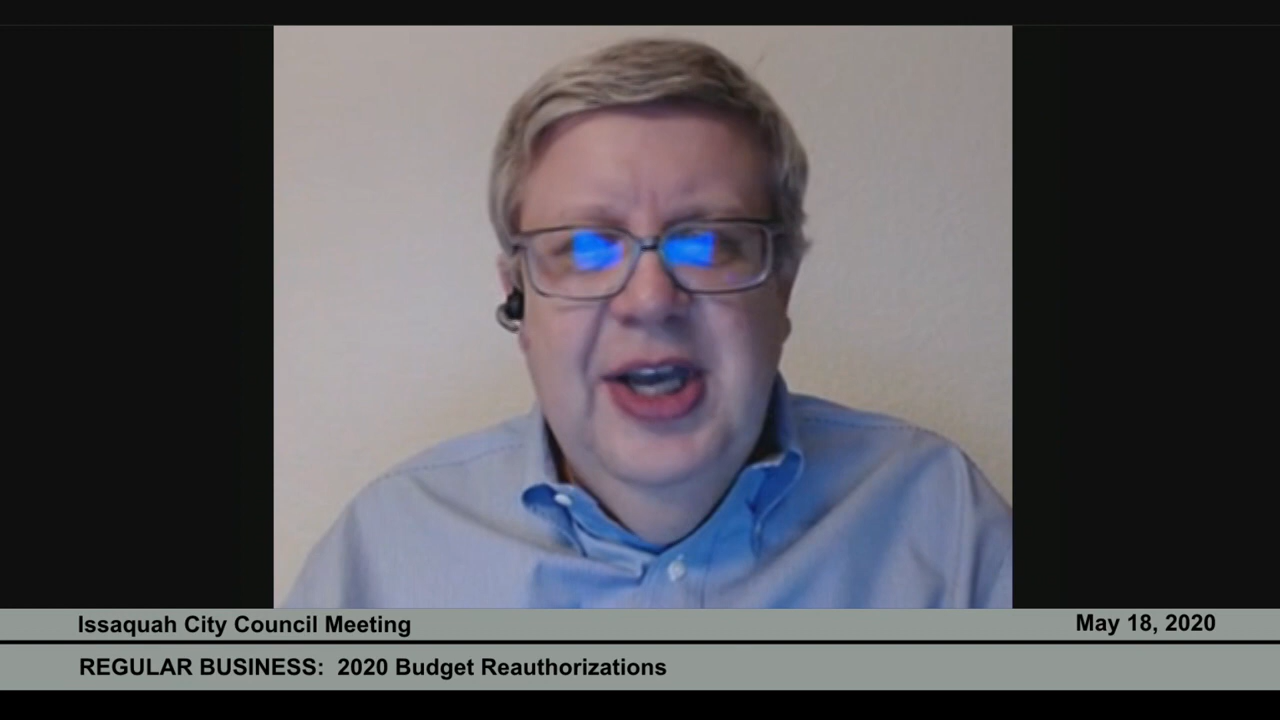 Issaquah City Council Meeting
May 18, 2020
REGULAR BUSINESS: 2020 Budget Reauthorizations